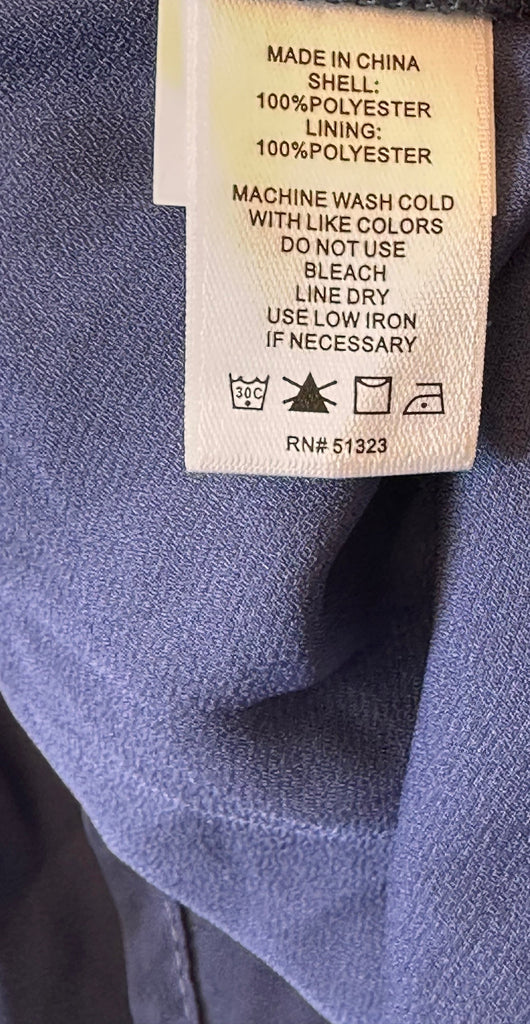 MADE IN CHINA
SHELL:
100%POLYESTER
LINING:
100%POLYESTER
MACHINE WASH COLD
WITH LIKE COLORS
DO NOT USE
BLEACH
LINE DRY
USE LOW IRON
IF NECESSARY
30C
RN# 51323